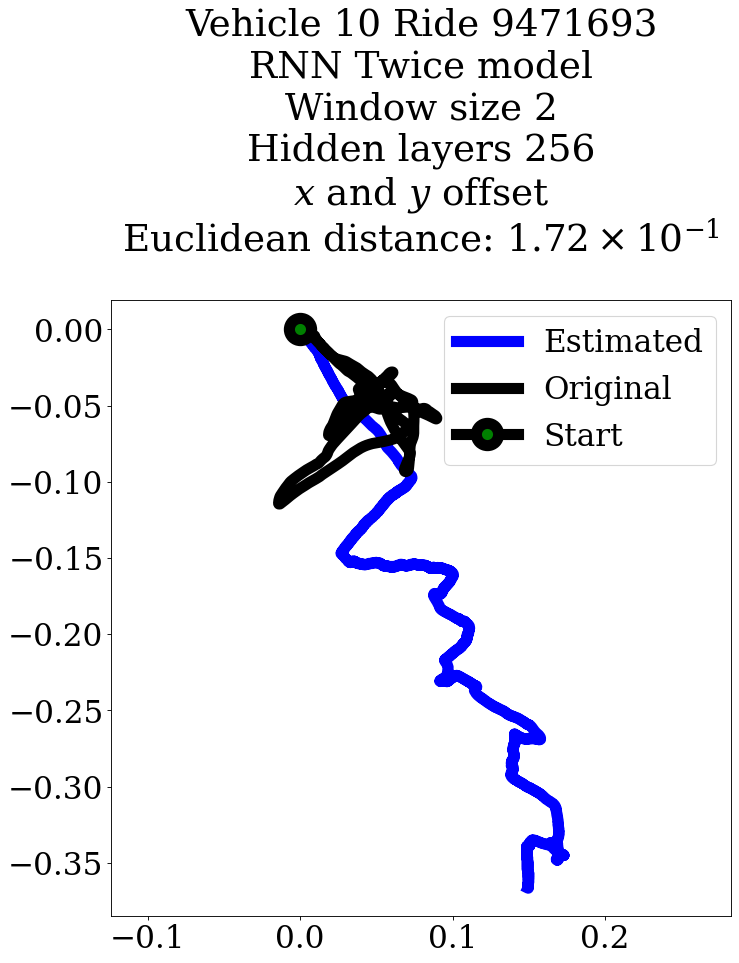 Vehicle 10 Ride 9471693
RNN Twice model
Window size 2
Hidden layers 256
x and y offset
Euclidean distance: 1.72 × 10⁻¹
Estimated
Original
Start
0.00
−0.05
−0.10
−0.15
−0.20
−0.25
−0.30
−0.35
−0.1 0.0 0.1 0.2